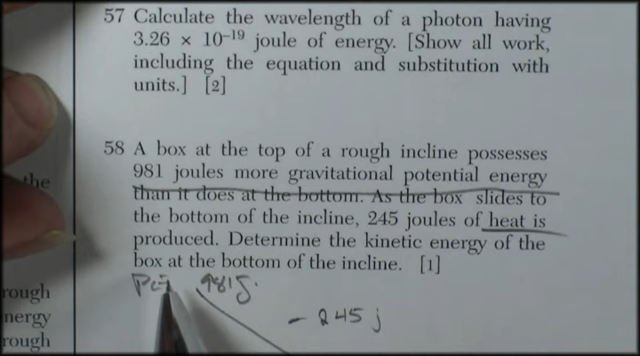 57 Calculate the wavelength of a photon having
3.26 × 10⁻¹⁹ joule of energy. [Show all work,
including the equation and substitution with
units.] [2]
58 A box at the top of a rough incline possesses
981 joules more gravitational potential energy
than it does at the bottom. As the box slides to
the bottom of the incline, 245 joules of heat is
produced. Determine the kinetic energy of the
box at the bottom of the incline. [1]
the
rough
nergy
rough
981 J.
- 245 j